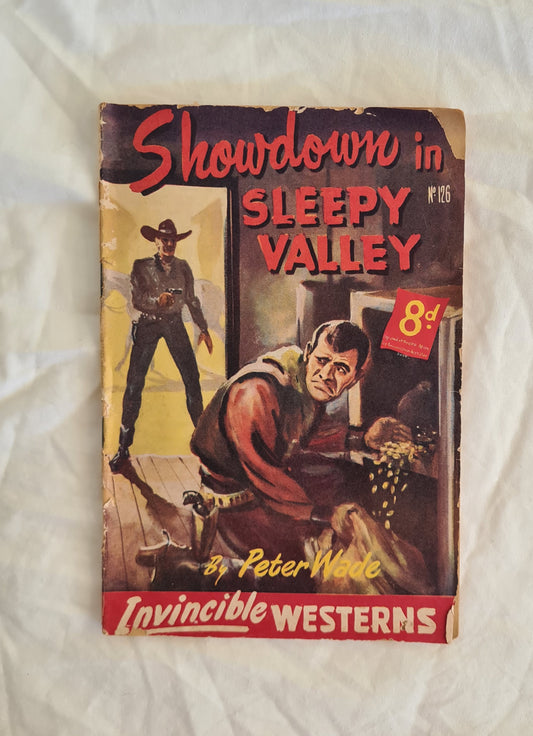 Showdown in
SLEEPY
VALLEY
Nº 126
8d.
By Peter Wade
Invincible WESTERNS